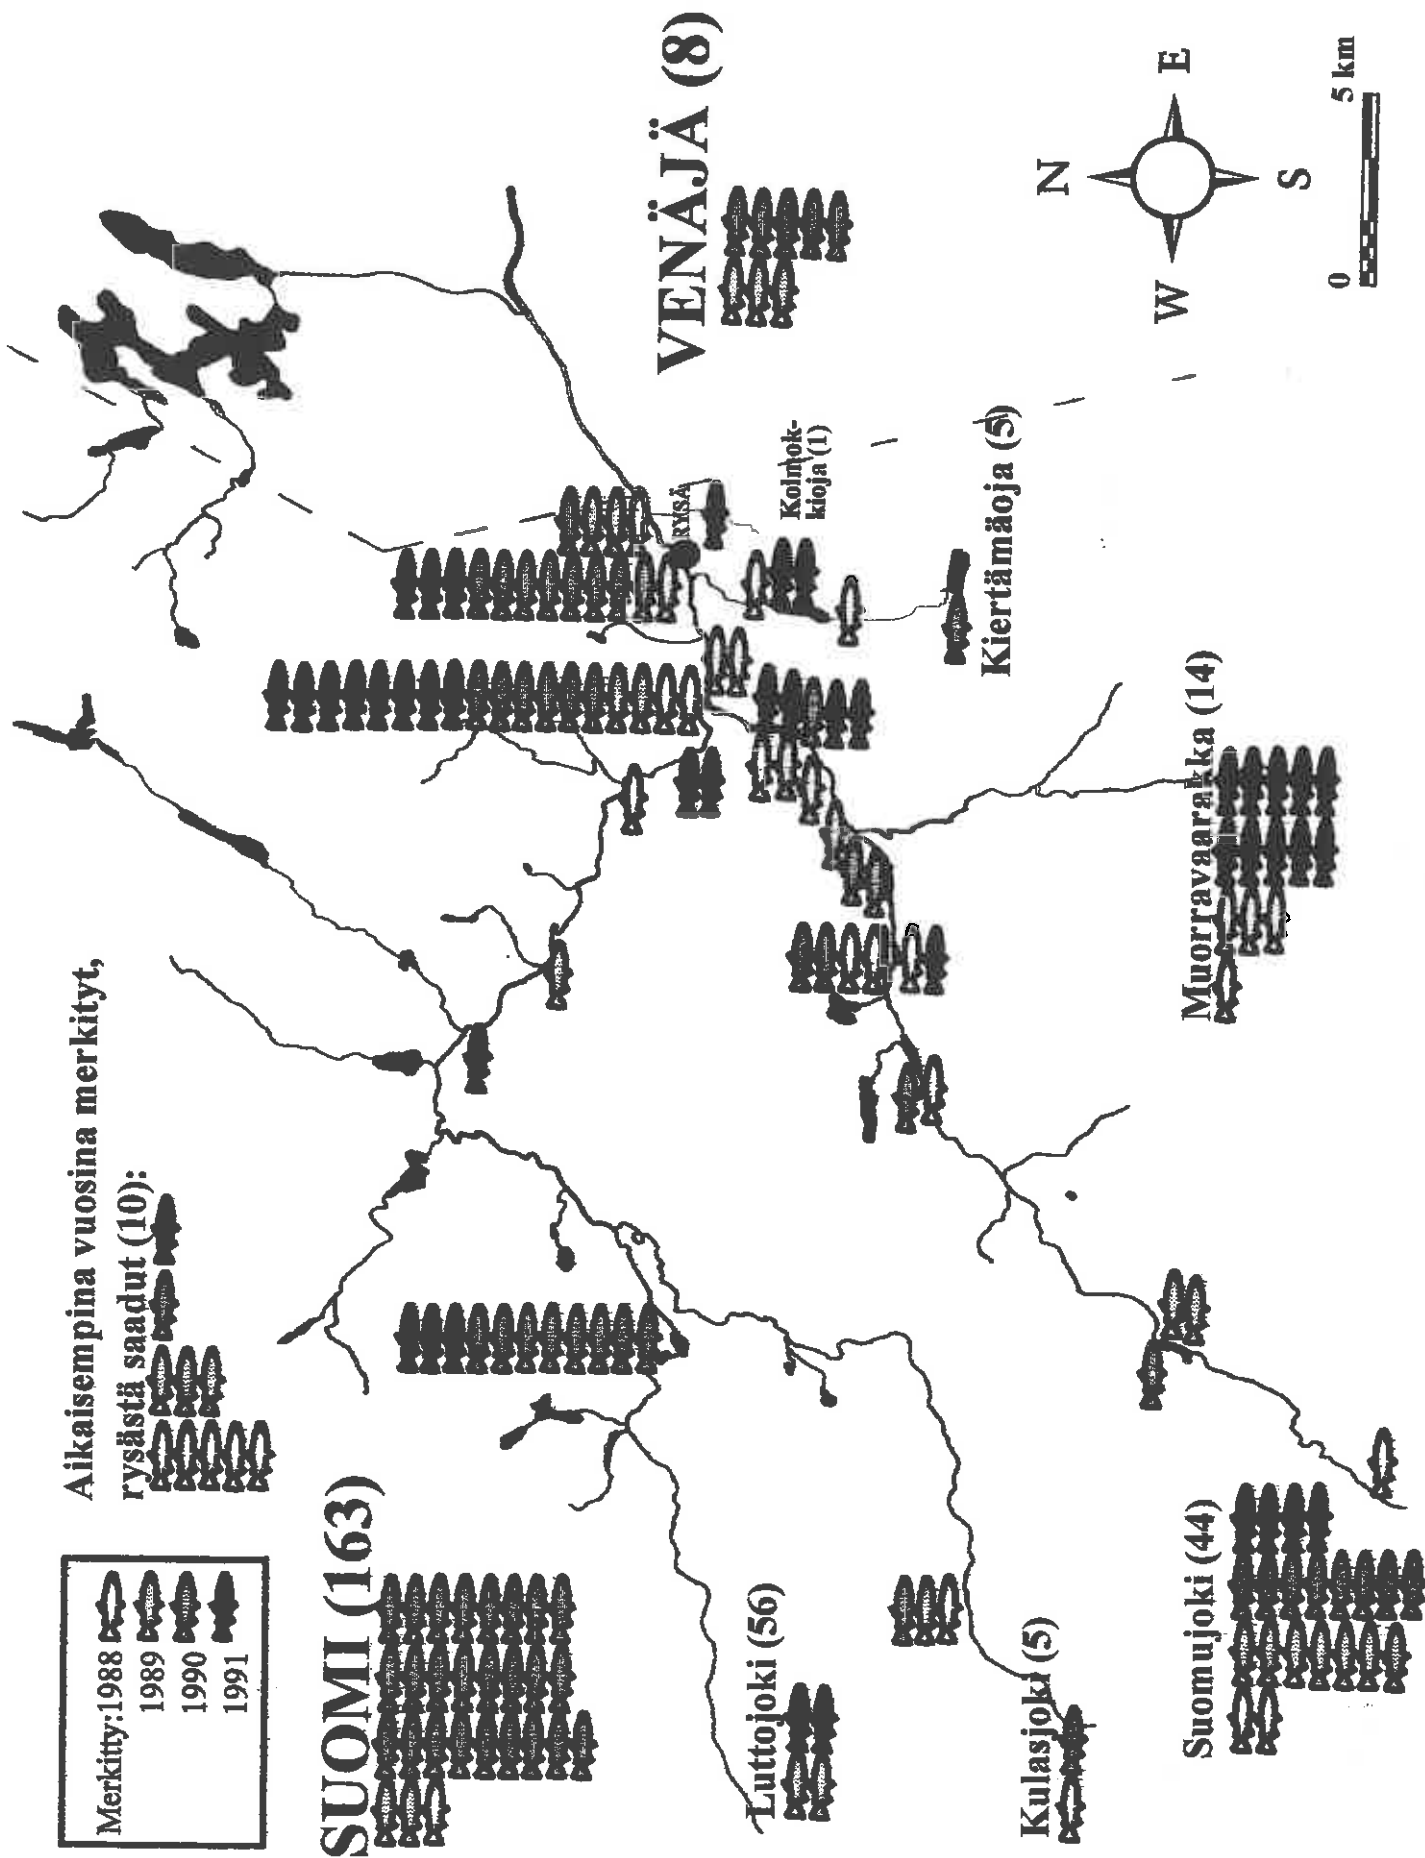 Merkitty:1988
1989
1990
1991
Aikaisempina vuosina merkityt,
rysästä saadut (10):
SUOMI (163)
VENÄJÄ (8)
RYSÄ
Kolmok-
kioja (1)
Kiertämäoja (5)
Muorravaarakka (14)
Luttojoki (56)
Kulasjoki (5)
Suomujoki (44)
N
W
E
S
0
5 km